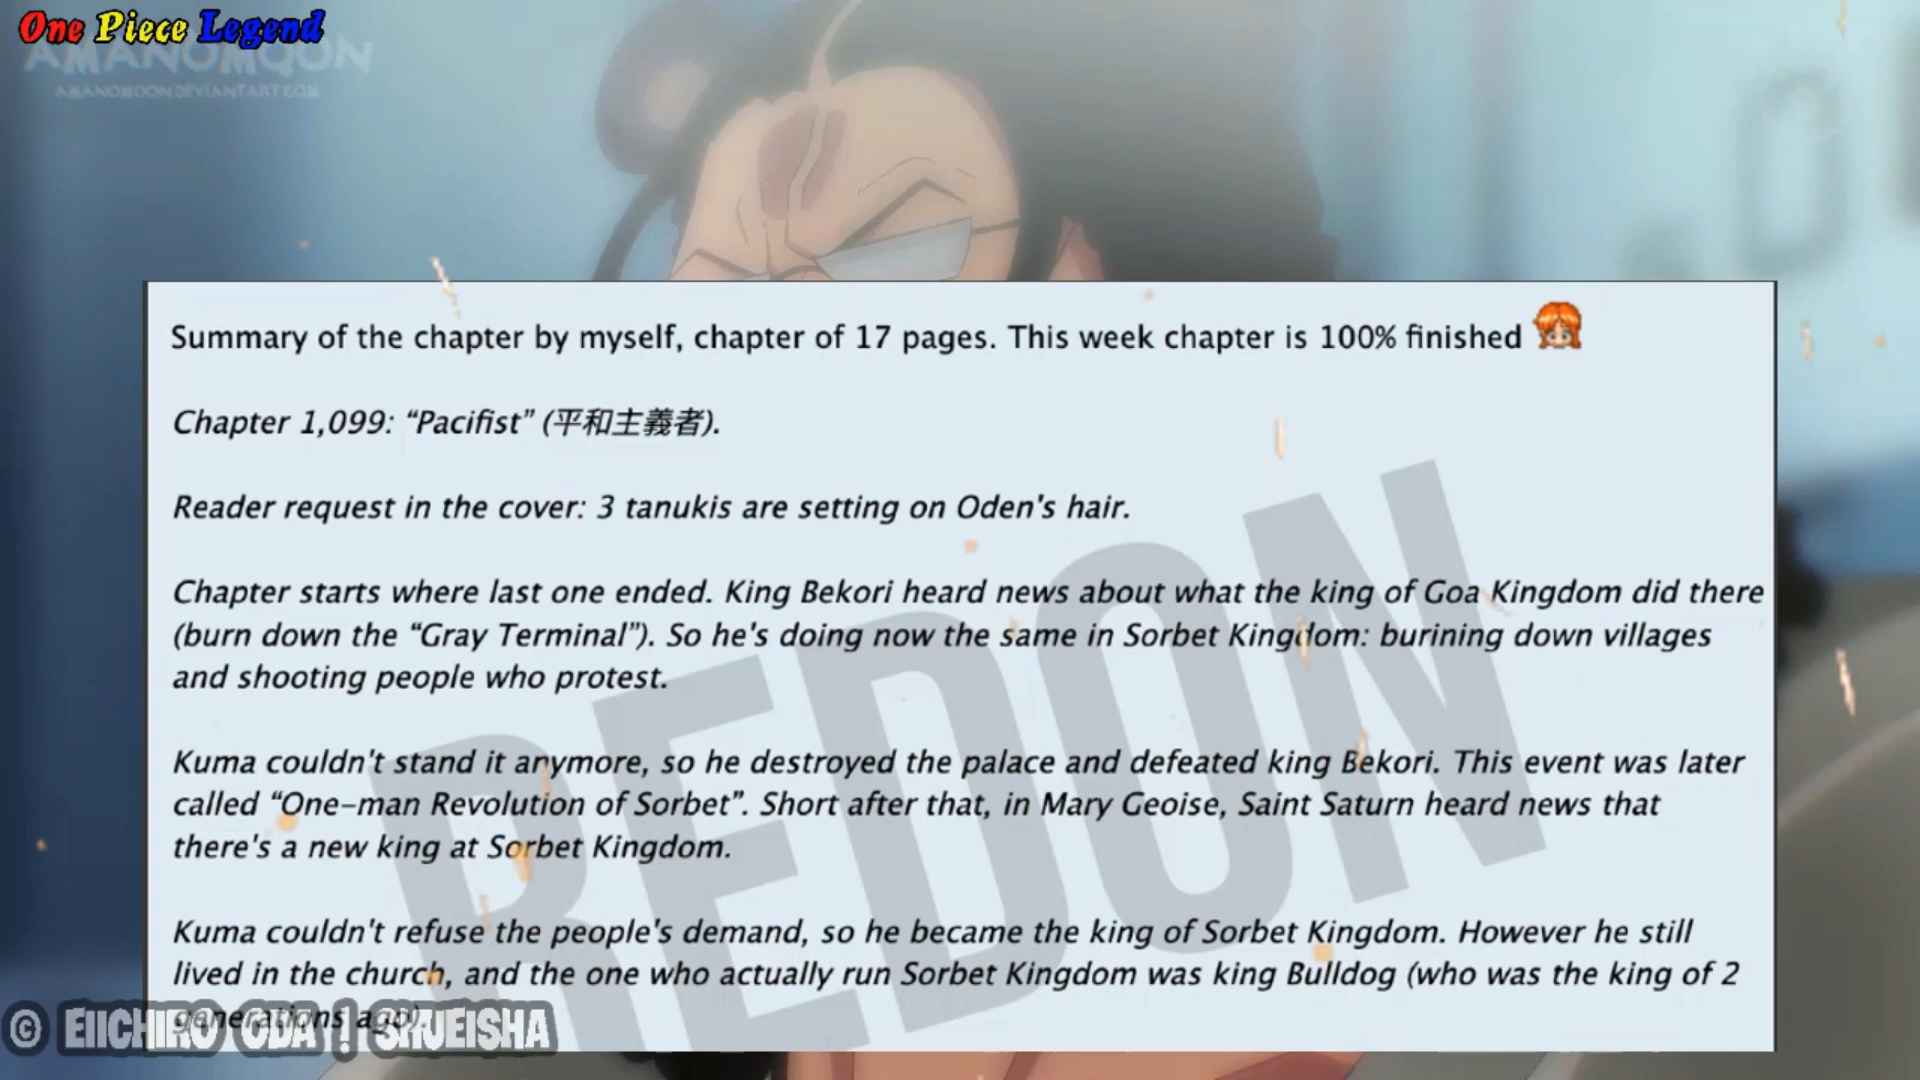 One Piece Legend
AMANOMOON
AMANOMOON.DEVIANTART.COM
Summary of the chapter by myself, chapter of 17 pages. This week chapter is 100% finished
Chapter 1,099: “Pacifist” (平和主義者).
Reader request in the cover: 3 tanukis are setting on Oden's hair.
Chapter starts where last one ended. King Bekori heard news about what the king of Goa Kingdom did there
(burn down the “Gray Terminal”). So he's doing now the same in Sorbet Kingdom: burining down villages
and shooting people who protest.
Kuma couldn't stand it anymore, so he destroyed the palace and defeated king Bekori. This event was later
called “One-man Revolution of Sorbet”. Short after that, in Mary Geoise, Saint Saturn heard news that
there's a new king at Sorbet Kingdom.
Kuma couldn't refuse the people's demand, so he became the king of Sorbet Kingdom. However he still
lived in the church, and the one who actually run Sorbet Kingdom was king Bulldog (who was the king of 2
generations ago).
REDON
© EIICHIRO ODA | SHUEISHA